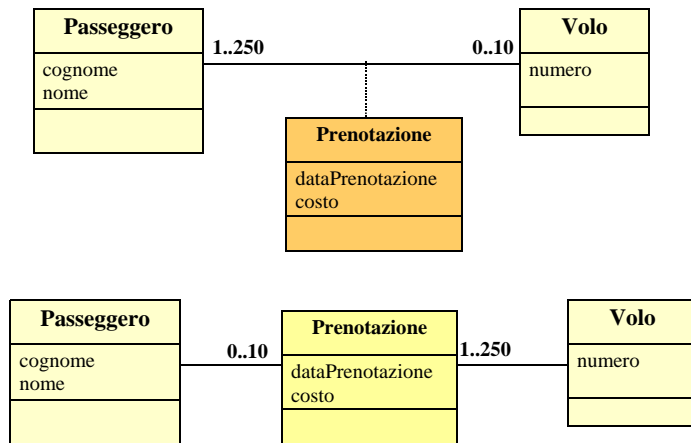 Passeggero
1..250
0..10
Volo
cognome
nome
numero
Prenotazione
dataPrenotazione
costo
Passeggero
0..10
Prenotazione
1..250
Volo
cognome
nome
dataPrenotazione
costo
numero